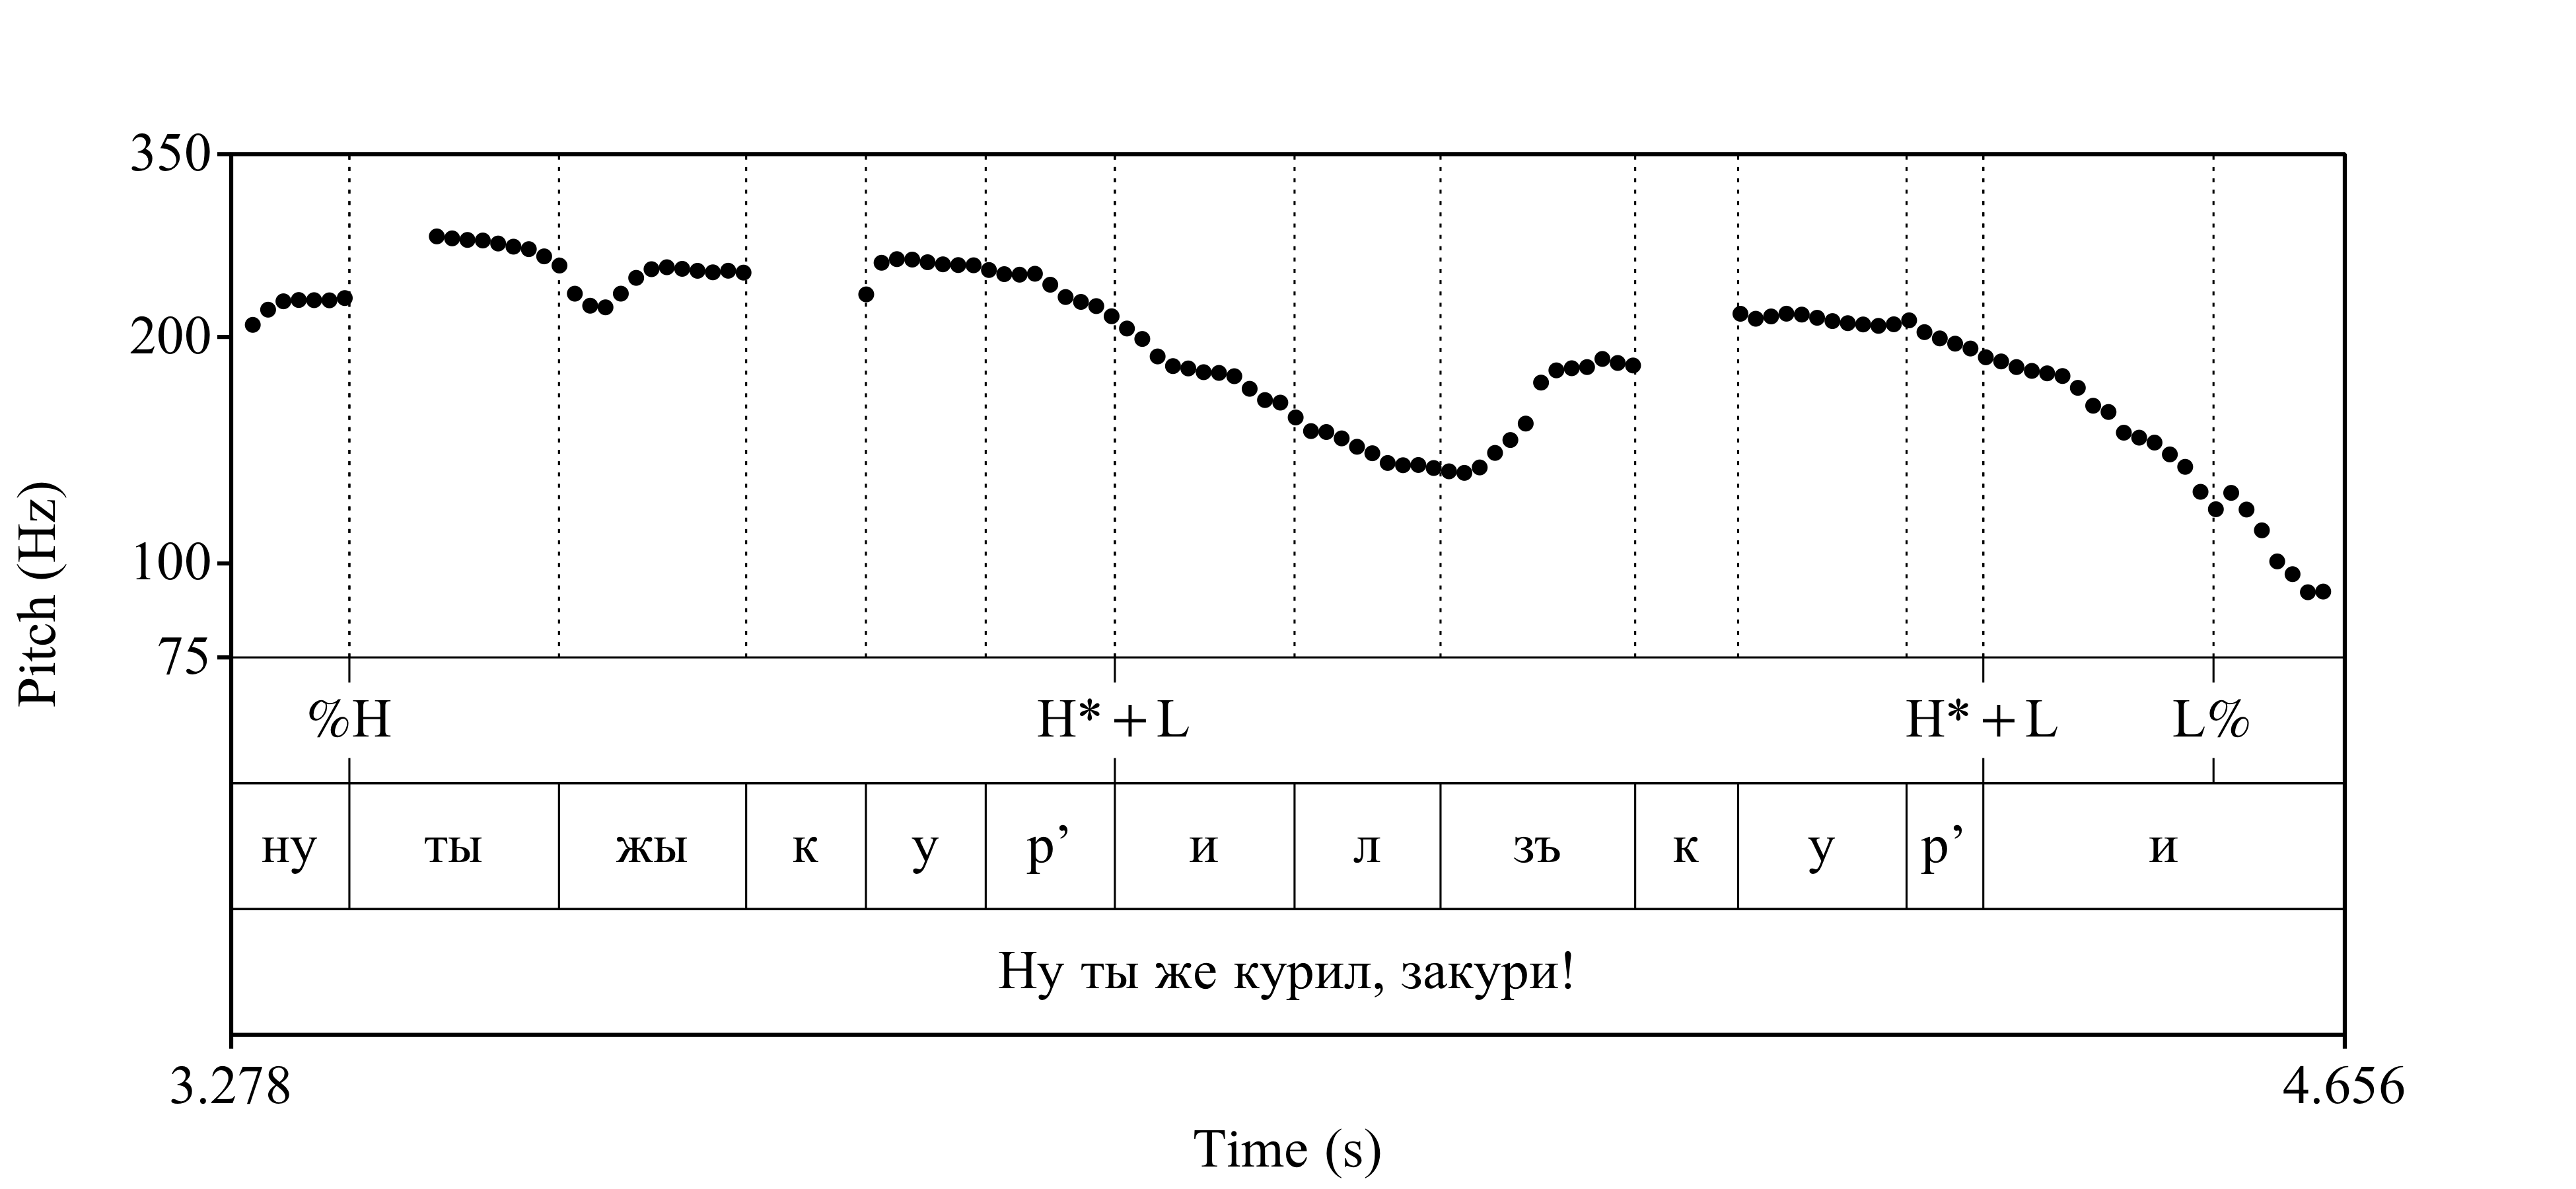 350
200
100
75
Pitch (Hz)
%H H* + L H* + L L%
ну ты жы к у р’ и л зъ к у р’ и
Ну ты же курил, закури!
3.278 4.656
Time (s)